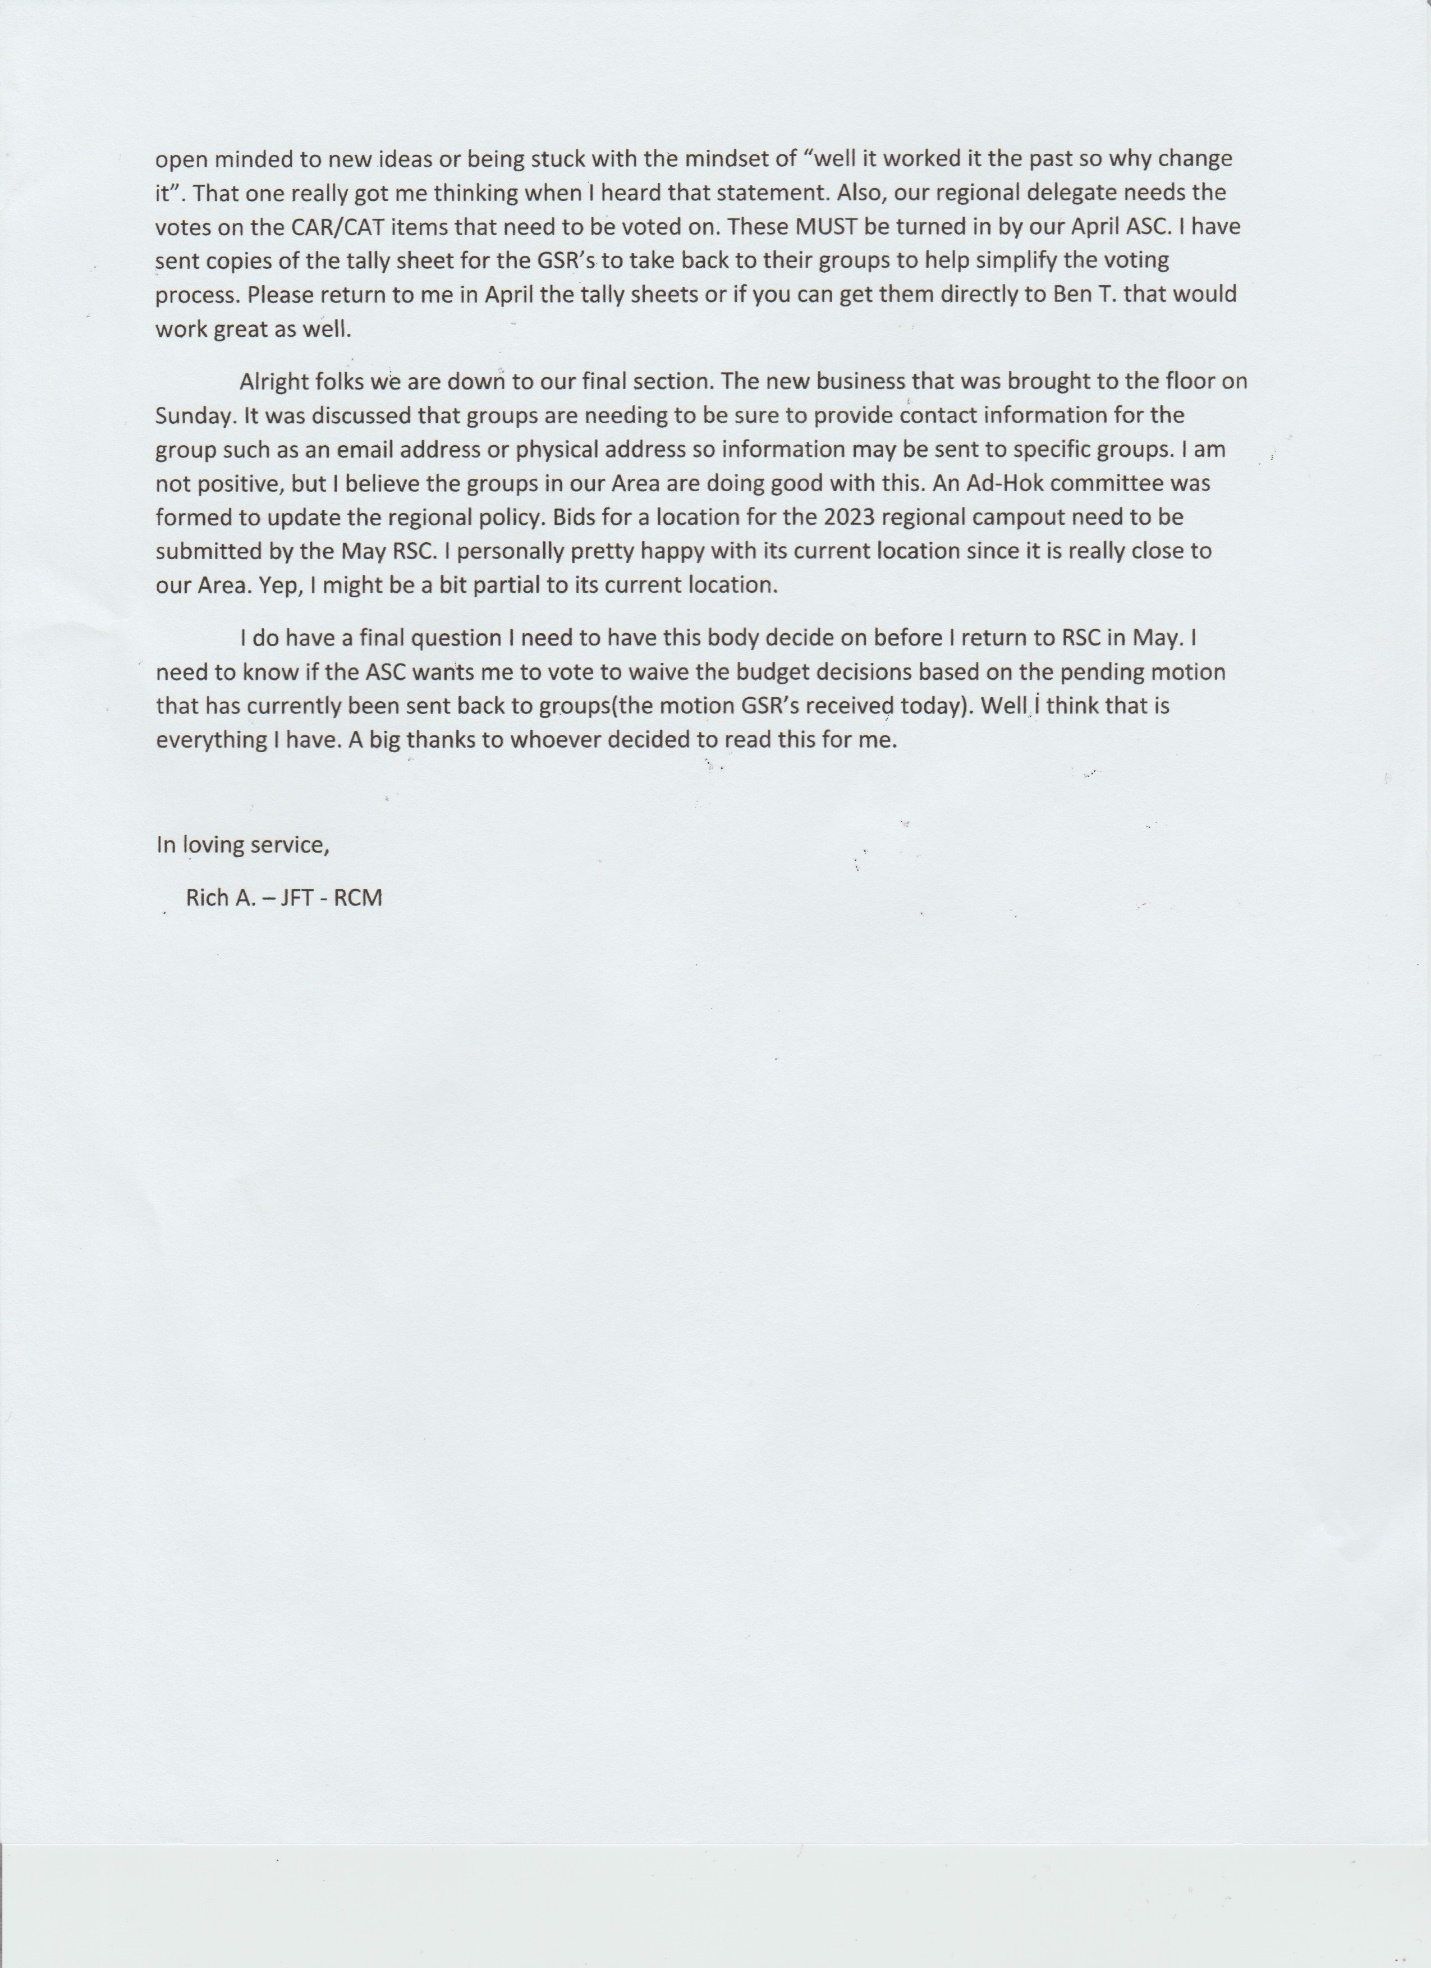 open minded to new ideas or being stuck with the mindset of “well it worked it the past so why change
it”. That one really got me thinking when I heard that statement. Also, our regional delegate needs the
votes on the CAR/CAT items that need to be voted on. These MUST be turned in by our April ASC. I have
sent copies of the tally sheet for the GSR’s to take back to their groups to help simplify the voting
process. Please return to me in April the tally sheets or if you can get them directly to Ben T. that would
work great as well.
Alright folks we are down to our final section. The new business that was brought to the floor on
Sunday. It was discussed that groups are needing to be sure to provide contact information for the
group such as an email address or physical address so information may be sent to specific groups. I am
not positive, but I believe the groups in our Area are doing good with this. An Ad-Hok committee was
formed to update the regional policy. Bids for a location for the 2023 regional campout need to be
submitted by the May RSC. I personally pretty happy with its current location since it is really close to
our Area. Yep, I might be a bit partial to its current location.
I do have a final question I need to have this body decide on before I return to RSC in May. I
need to know if the ASC wants me to vote to waive the budget decisions based on the pending motion
that has currently been sent back to groups(the motion GSR’s received today). Well i think that is
everything I have. A big thanks to whoever decided to read this for me.
In loving service,
Rich A. – JFT - RCM